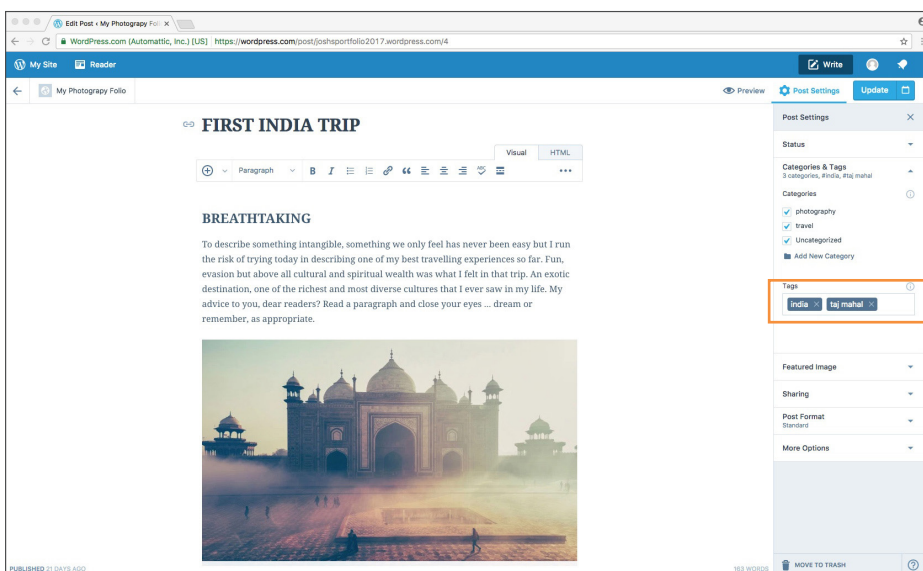 Edit Post ‹ My Photograpy Foli
WordPress.com (Automattic, Inc.) [US] https://wordpress.com/post/joshsportfolio2017.wordpress.com/4
My Site Reader Write
My Photograpy Folio Preview Post Settings Update
FIRST INDIA TRIP
Visual HTML
Paragraph B I ABC
BREATHTAKING
To describe something intangible, something we only feel has never been easy but I run
the risk of trying today in describing one of my best travelling experiences so far. Fun,
evasion but above all cultural and spiritual wealth was what I felt in that trip. An exotic
destination, one of the richest and most diverse cultures that I ever saw in my life. My
advice to you, dear readers? Read a paragraph and close your eyes ... dream or
remember, as appropriate.
PUBLISHED 21 DAYS AGO
163 WORDS
Post Settings
Status
Categories & Tags
3 categories, #india, #taj mahal
Categories
photography
travel
Uncategorized
Add New Category
Tags
india taj mahal
Featured Image
Sharing
Post Format
Standard
More Options
MOVE TO TRASH